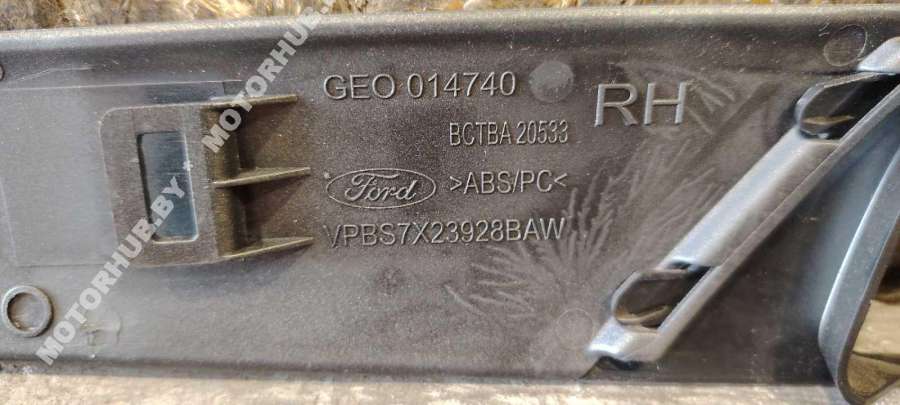 GEO 014740
RH
BCTBA 20533
Ford
>ABS/PC<
VPBS7X23928BAW
MOTORHUB.BY • MOTORHUB.BY
MOTORHUB.BY